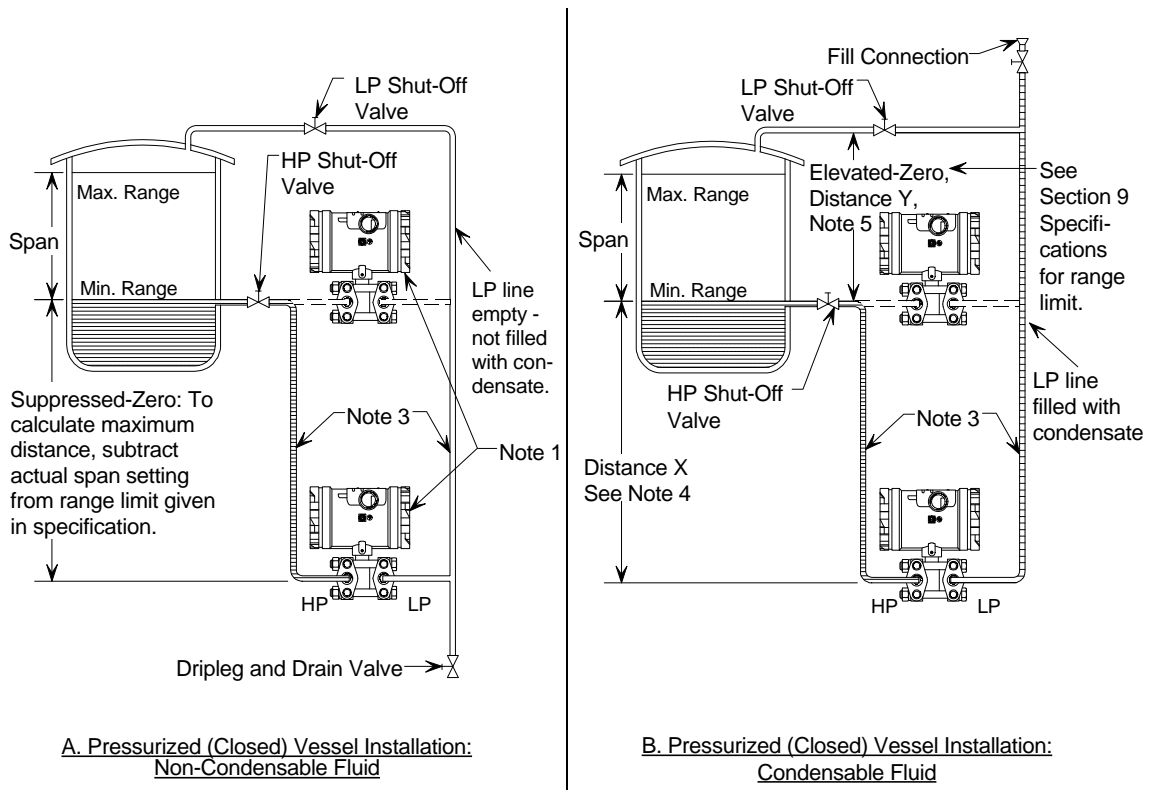 LP Shut-Off
Valve
HP Shut-Off
Valve
Max. Range
Span
Min. Range
LP line
empty -
not filled
with con-
densate.
Suppressed-Zero: To
calculate maximum
distance, subtract
actual span setting
from range limit given
in specification.
Note 3
Note 1
HP
LP
Dripleg and Drain Valve
A. Pressurized (Closed) Vessel Installation:
Non-Condensable Fluid
Fill Connection
LP Shut-Off
Valve
Elevated-Zero,
Distance Y,
Note 5
See
Section 9
Specifi-
cations
for range
limit.
Max. Range
Span
Min. Range
HP Shut-Off
Valve
LP line
filled with
condensate
Note 3
Distance X
See Note 4
HP
LP
B. Pressurized (Closed) Vessel Installation:
Condensable Fluid